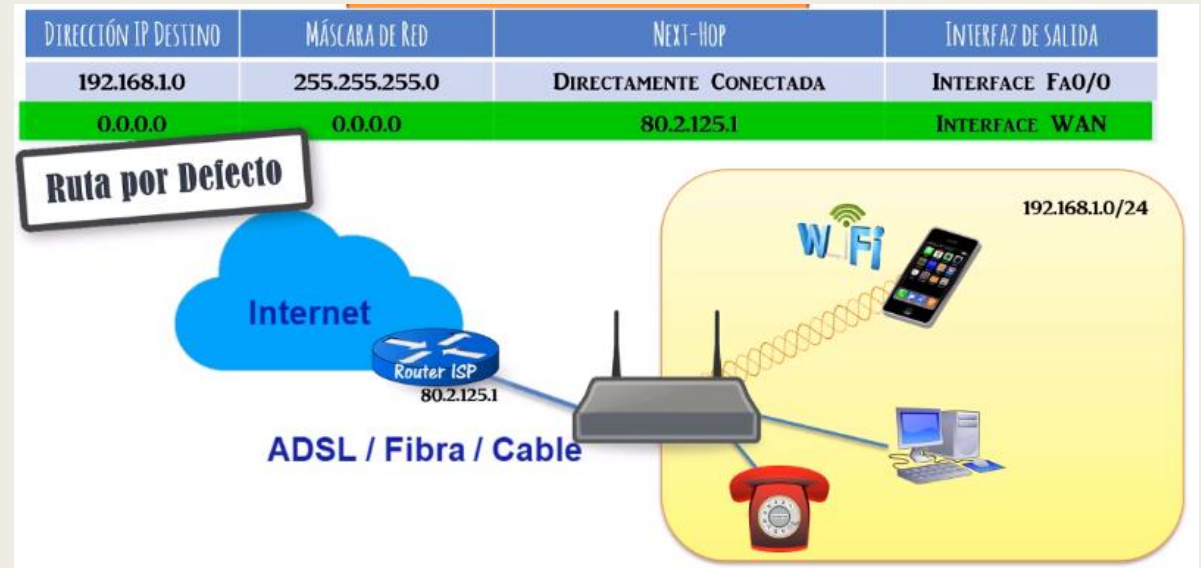 DIRECCIÓN IP DESTINO MÁSCARA DE RED NEXT-HOP INTERFAZ DE SALIDA
192.168.1.0 255.255.255.0 DIRECTAMENTE CONECTADA INTERFACE FA0/0
0.0.0.0 0.0.0.0 80.2.125.1 INTERFACE WAN
Ruta por Defecto
192.168.1.0/24
WiFi
Internet
Router ISP
80.2.125.1
ADSL / Fibra / Cable